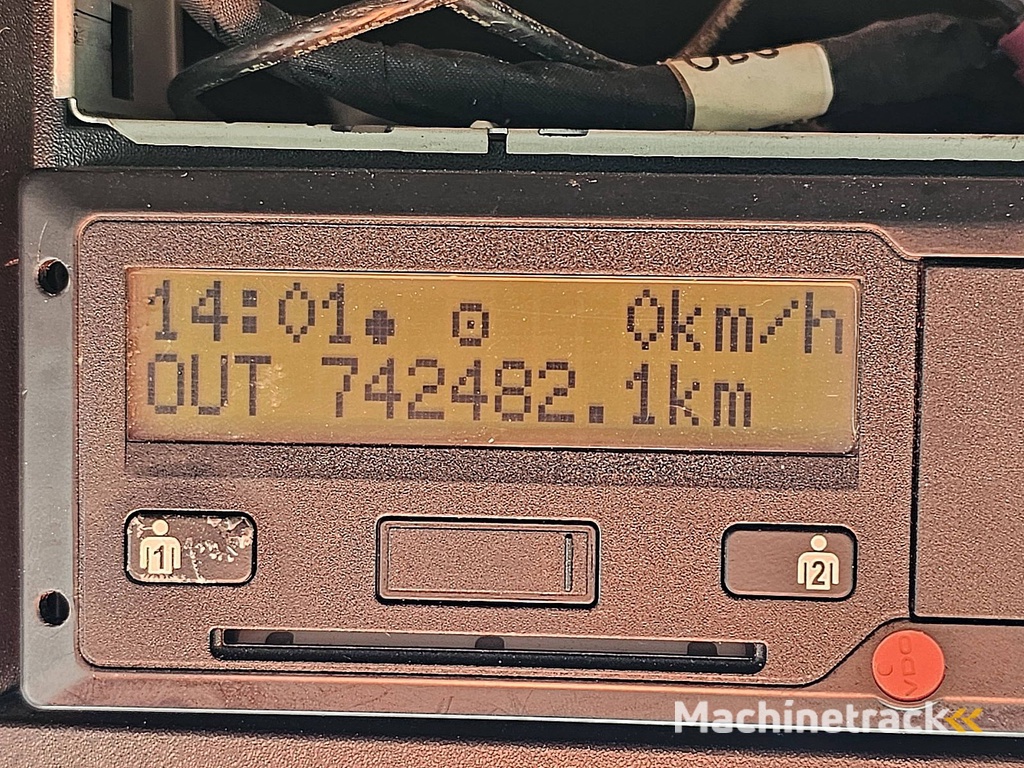 14:01 0km/h
OUT 742482.1km
1
2
VDO
Machinetrack